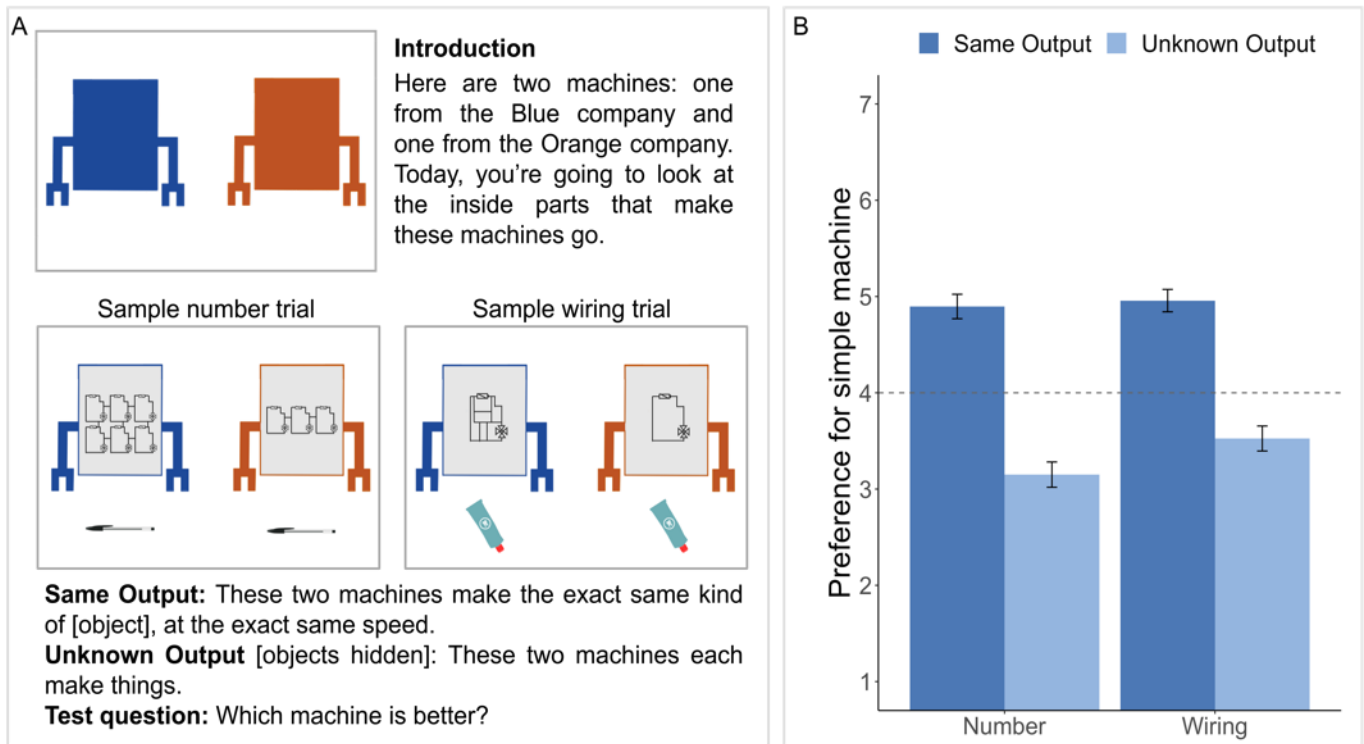 A
Introduction
Here are two machines: one
from the Blue company and
one from the Orange company.
Today, you're going to look at
the inside parts that make
these machines go.
Sample number trial
Sample wiring trial
Same Output: These two machines make the exact same kind
of [object], at the exact same speed.
Unknown Output [objects hidden]: These two machines each
make things.
Test question: Which machine is better?
B
Same Output
Unknown Output
Preference for simple machine
7
6
5
4
3
2
1
Number
Wiring